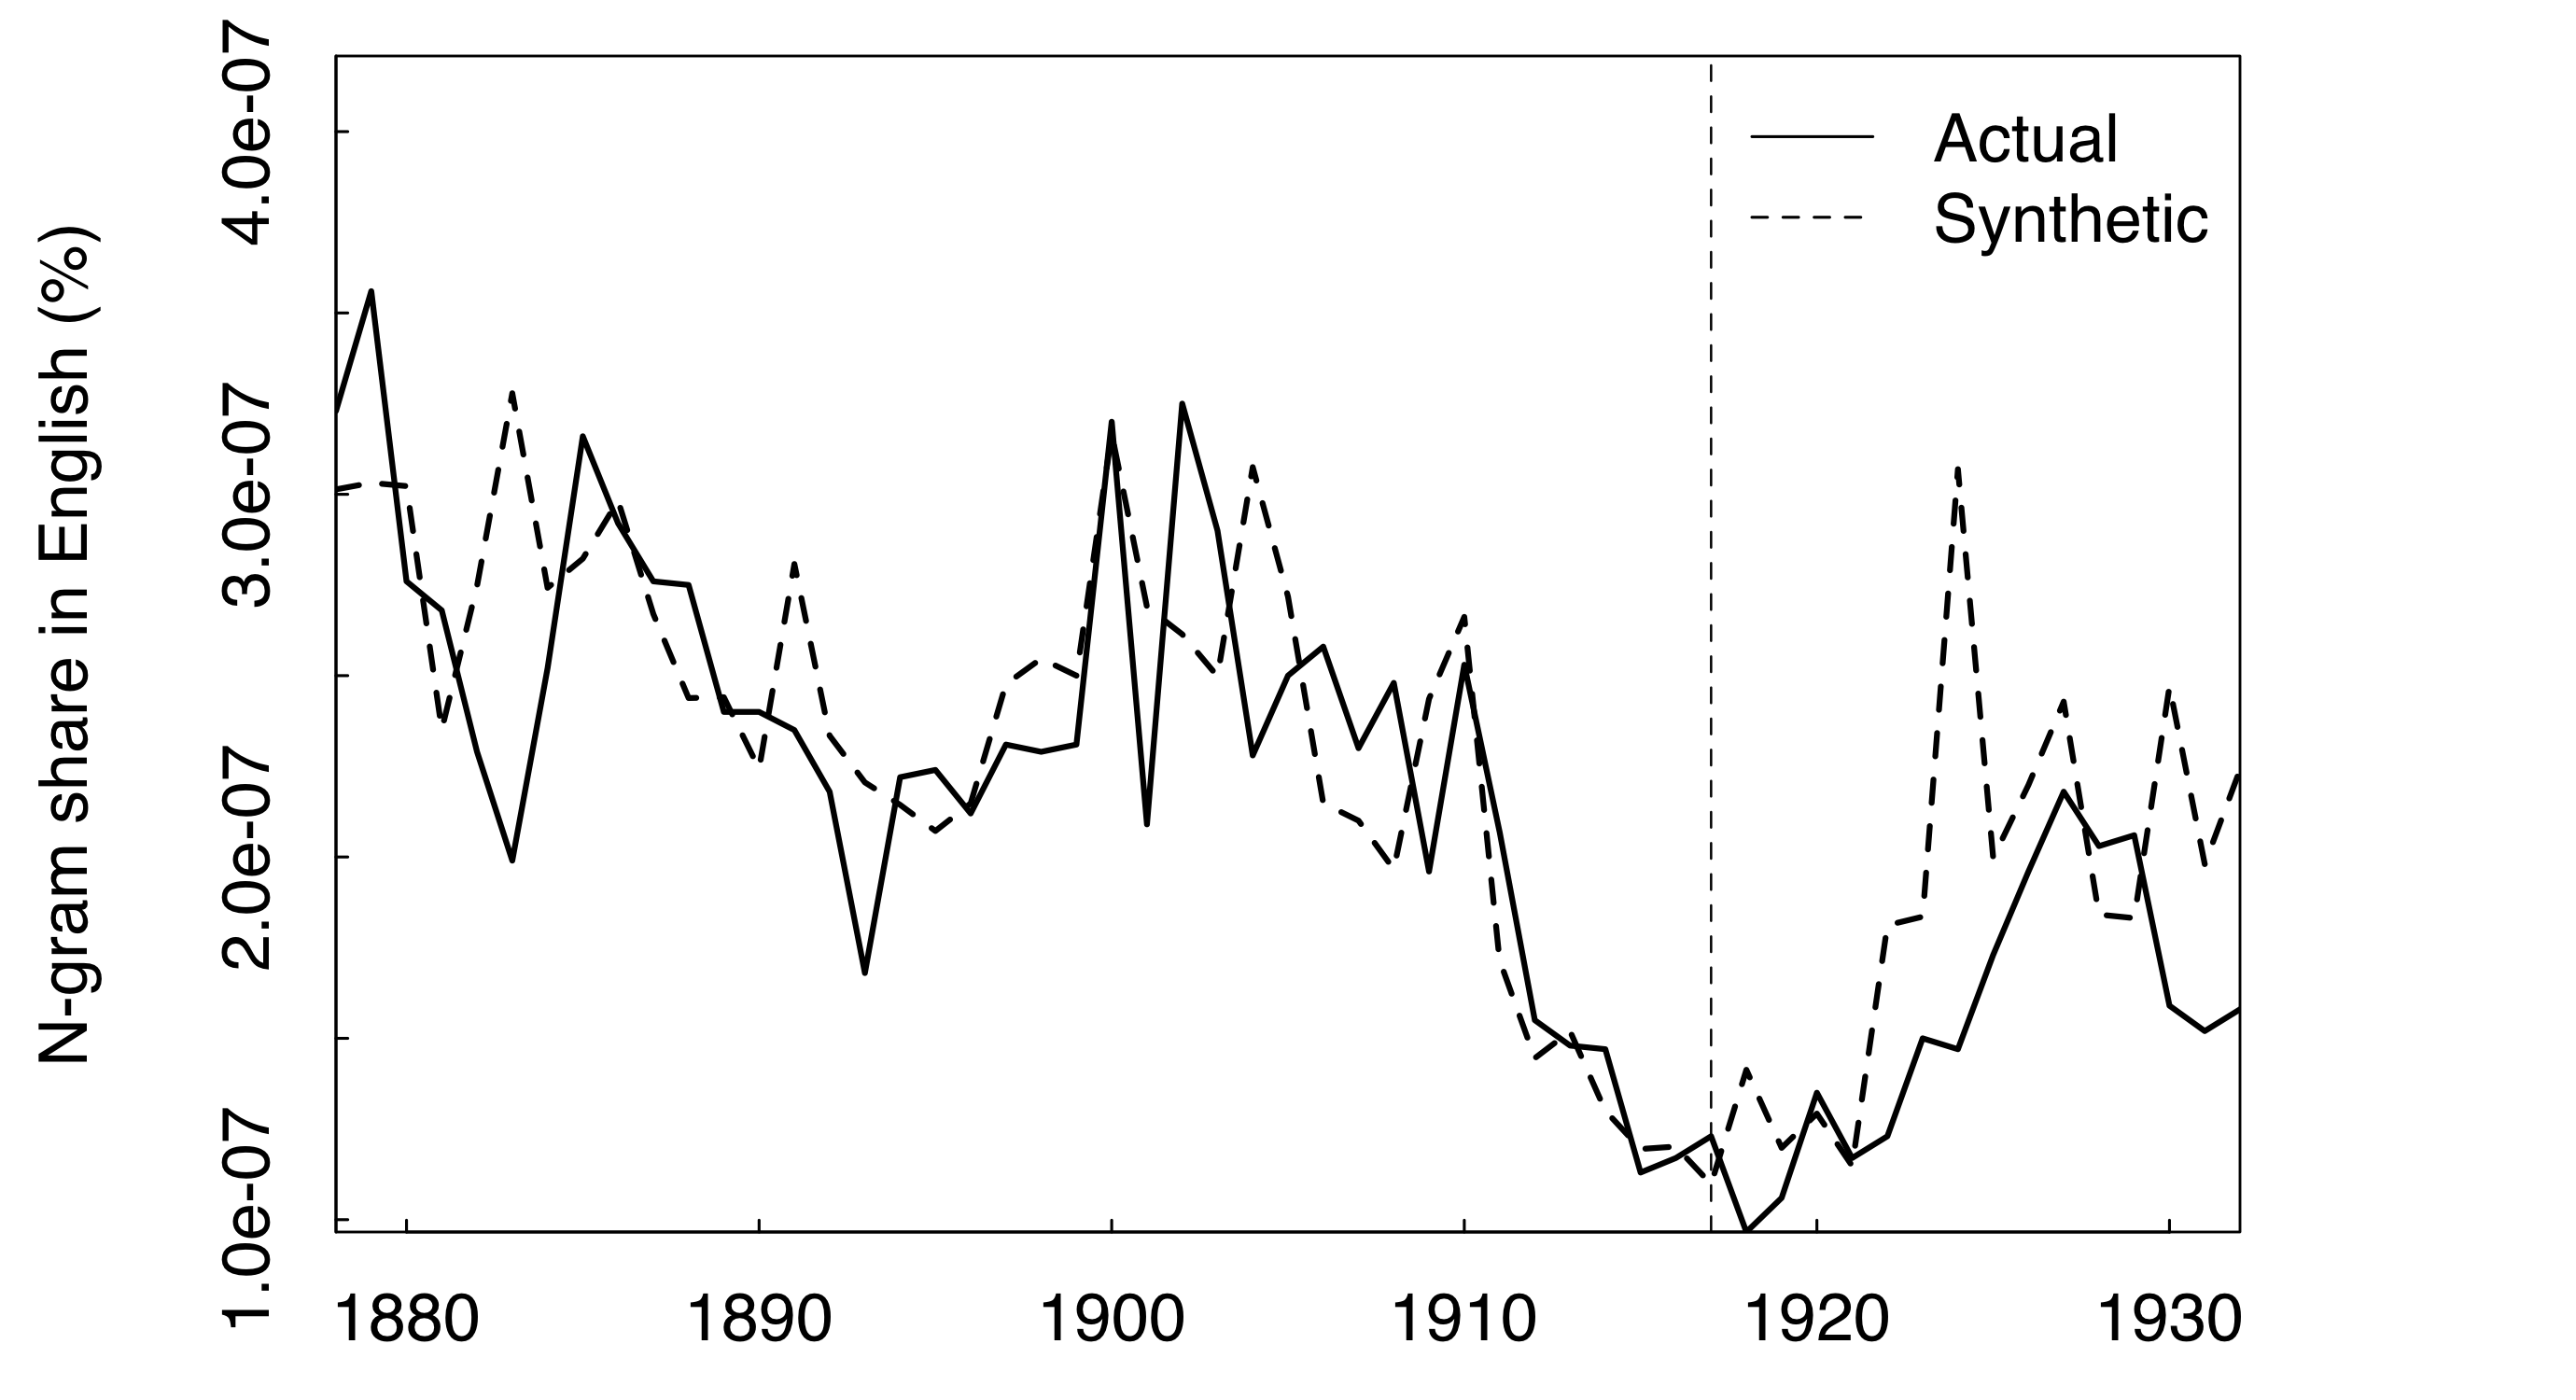 N-gram share in English (%)
4.0e-07
3.0e-07
2.0e-07
1.0e-07
Actual
Synthetic
1880 1890 1900 1910 1920 1930